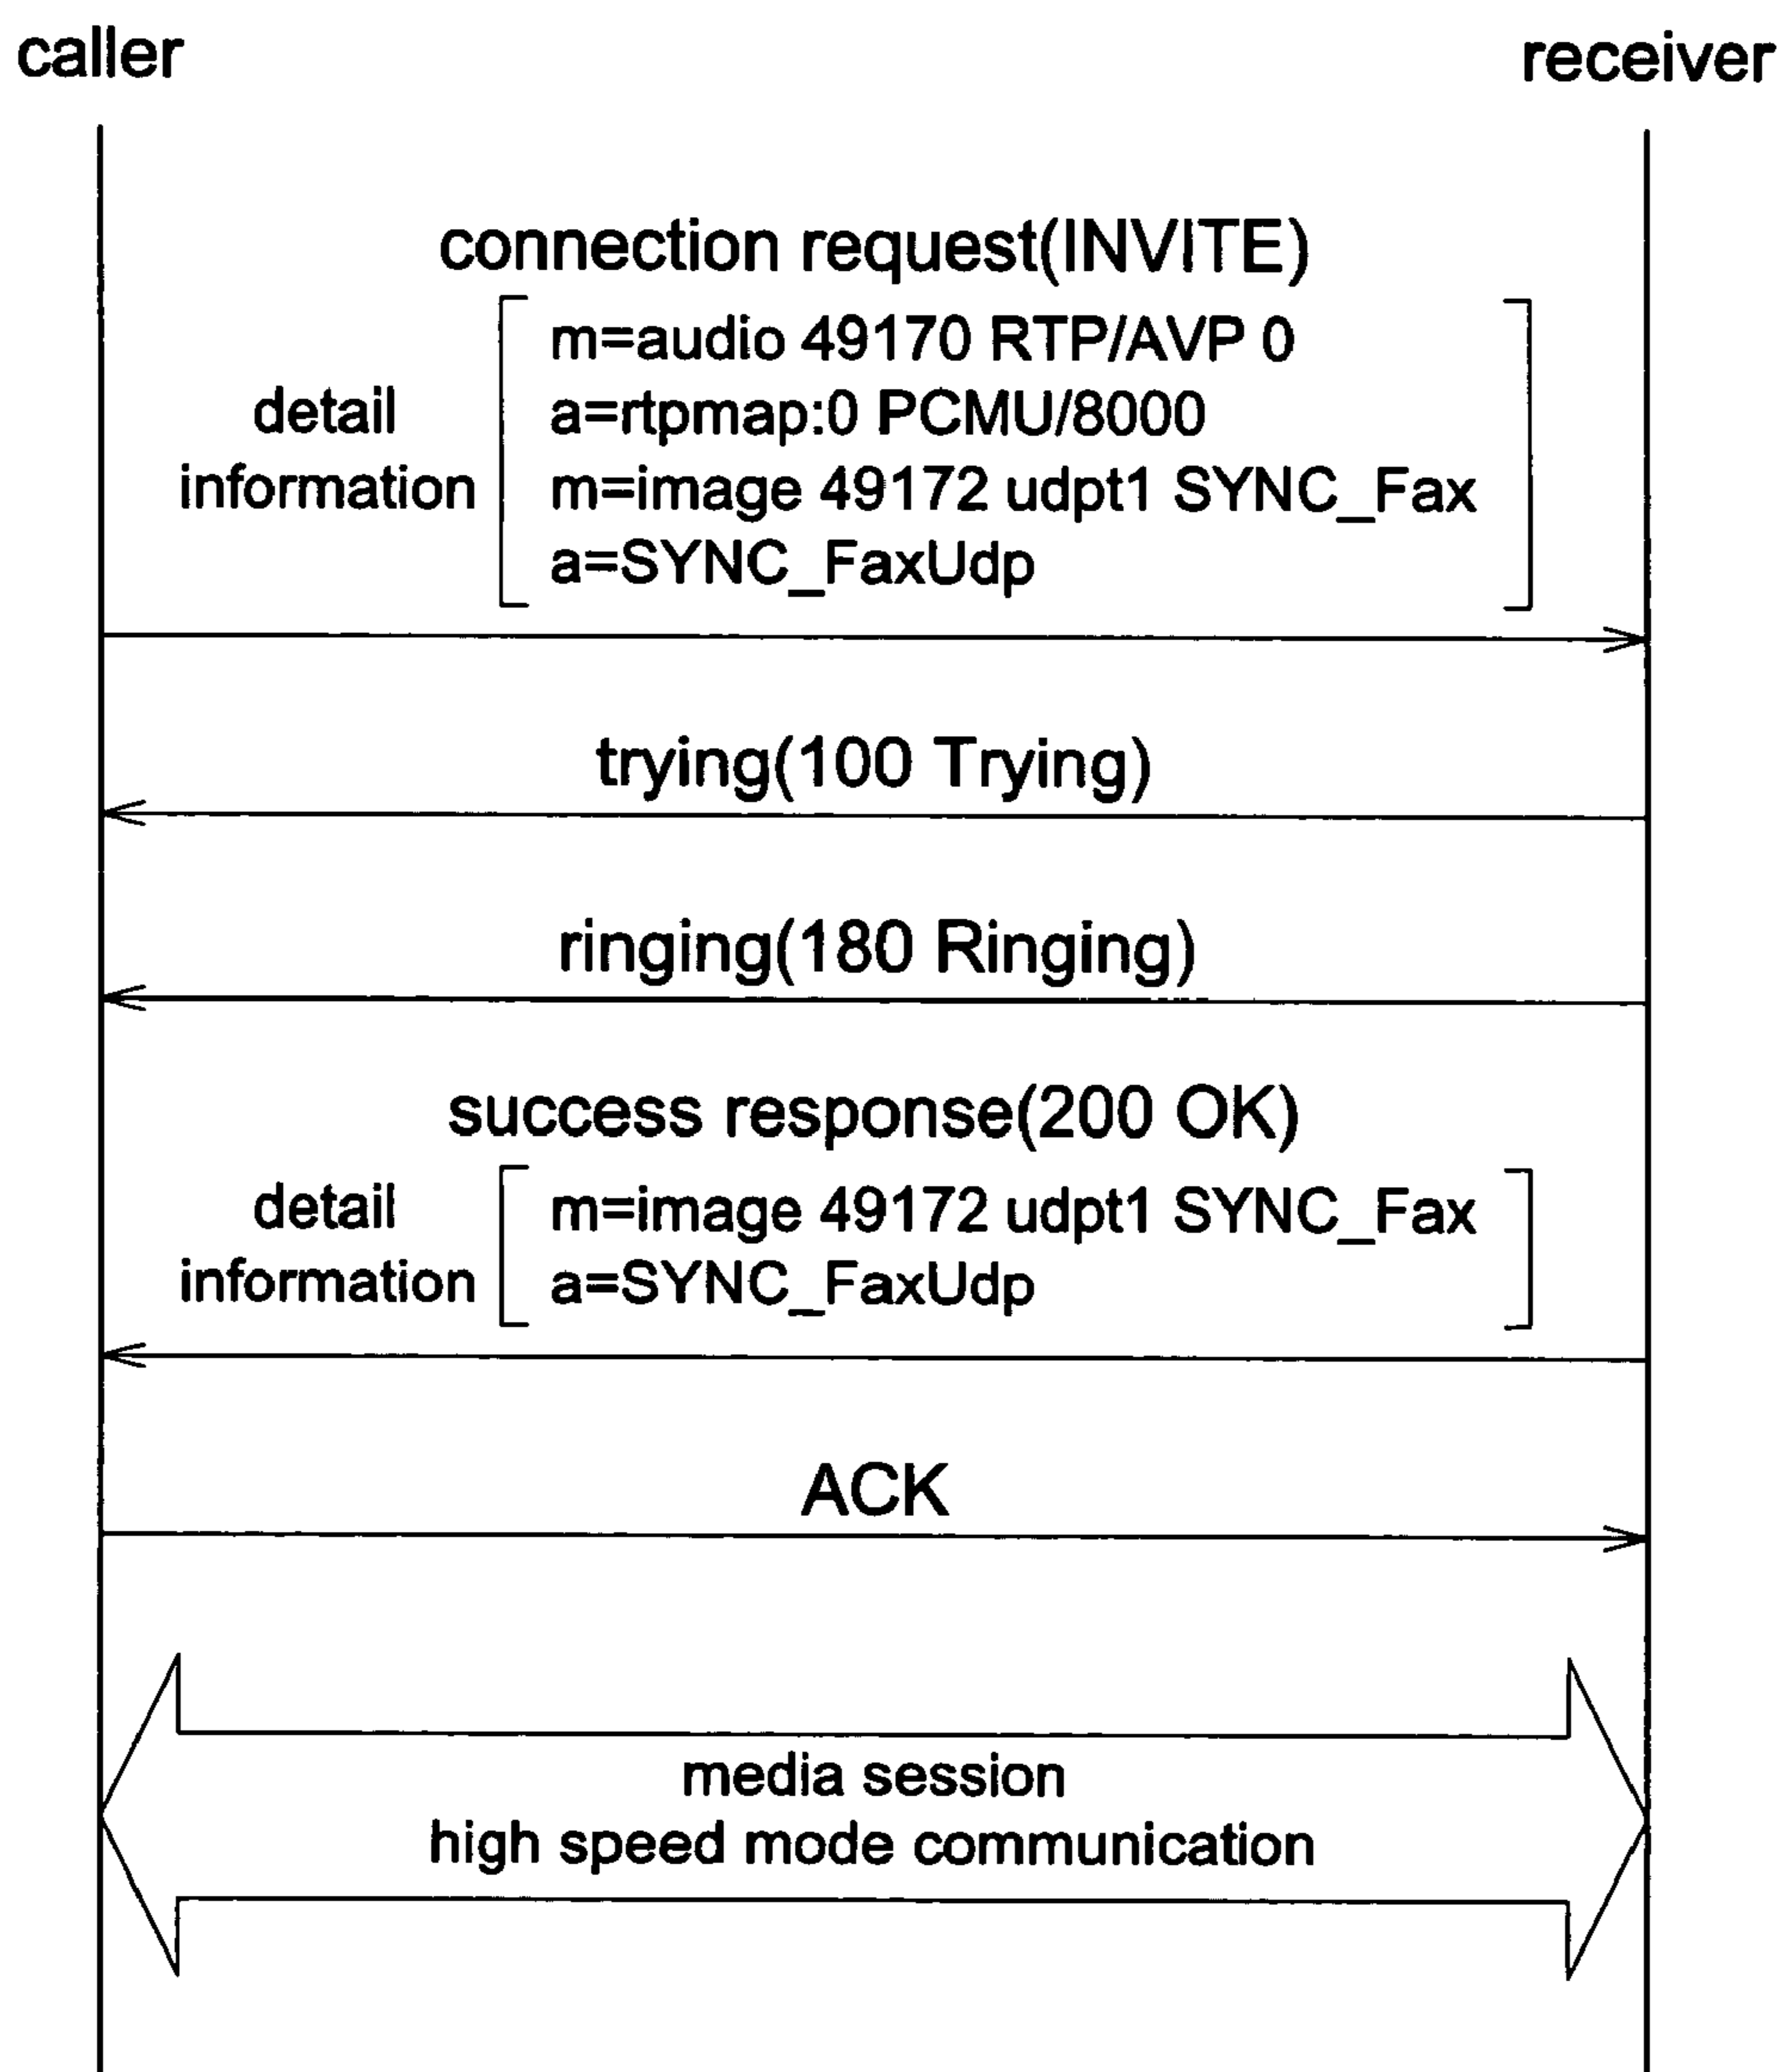 caller
receiver
connection request(INVITE)
detail
information
m=audio 49170 RTP/AVP 0
a=rtpmap:0 PCMU/8000
m=image 49172 udpt1 SYNC_Fax
a=SYNC_FaxUdp
trying(100 Trying)
ringing(180 Ringing)
success response(200 OK)
detail
information
m=image 49172 udpt1 SYNC_Fax
a=SYNC_FaxUdp
ACK
media session
high speed mode communication